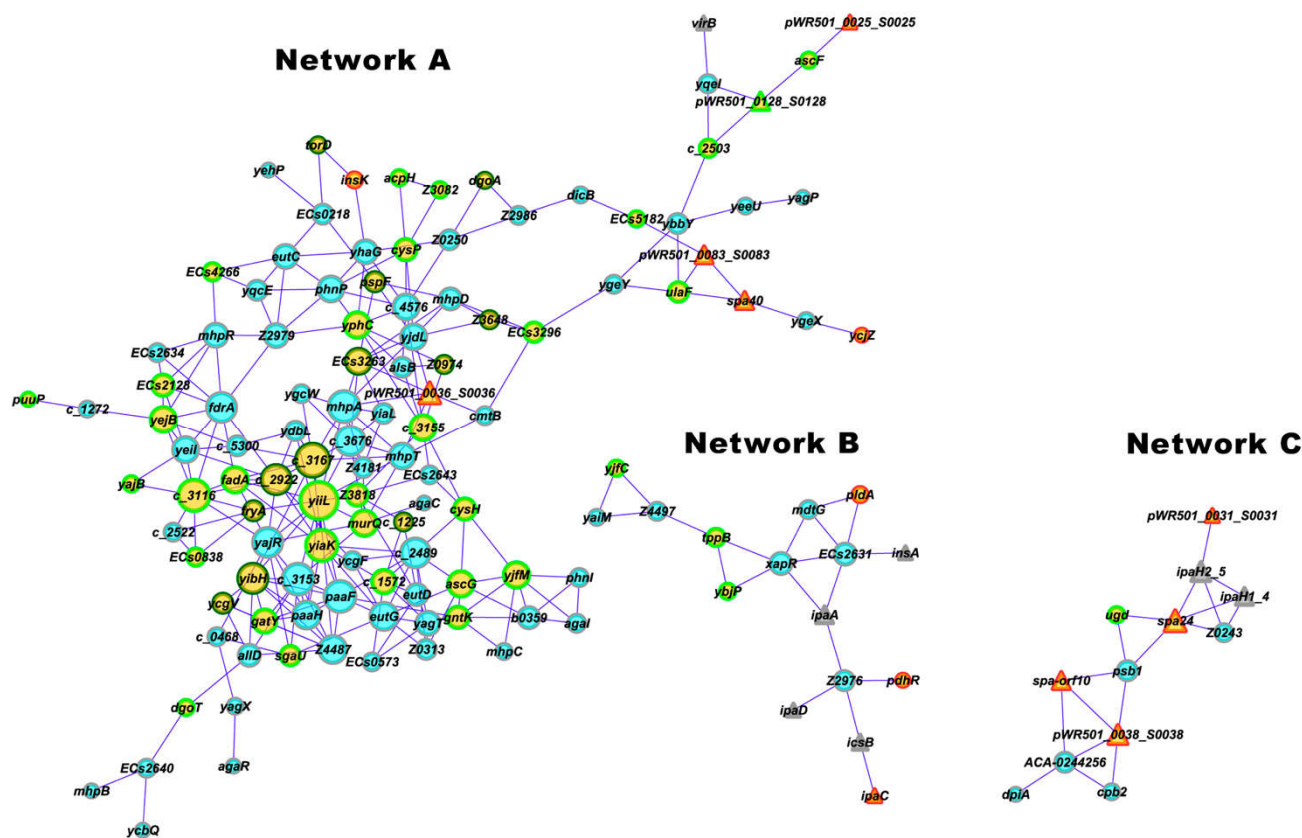 Network A
virB
pWR501_0025_S0025
ascF
yqeI
pWR501_0128_S0128
c_2503
torD
yehP
insK
acpH
Z3082
dgoA
dicB
ECs0218
Z2986
ECs5182
ybbY
yeeU
yagP
eutC
yhaG
cysP
Z0250
ECs4266
pWR501_0083_S0083
yqcE
phnP
pspF
mhpD
ygeY
ulaF
spa40
c_4576
yphC
Z3648
ECs3296
ygeX
ycjZ
mhpR
Z2979
yjdL
ECs2634
ECs3263
alsB
Z0974
ECs2128
pWR501_0036_S0036
puuP
c_1272
yejB
fdrA
ygcW
mhpA
yiaL
cmtB
c_3155
ydbL
c_3676
yeiI
c_5300
c_3167
Z4181
mhpT
ECs2643
yajB
c_3116
fadA
c_2922
yiiL
Z3818
agaC
cysH
fryA
murQ
c_1225
c_2522
ECs0838
yajR
yiaK
ycgF
c_2489
yibH
c_3153
paaF
c_1572
eutD
ascG
yjfM
phnI
ycgV
gatY
paaH
eutG
yagT
gntK
b0359
agaI
c_0468
allD
sgaU
Z4487
ECs0573
Z0313
mhpC
dgoT
yagX
ECs2640
agaR
mhpB
ycbQ
Network B
yjfC
pldA
yaiM
Z4497
mdtG
tppB
xapR
ECs2631
insA
ybjP
ipaA
Z2976
pdhR
ipaD
icsB
ipaC
Network C
pWR501_0031_S0031
ipaH2_5
ipaH1_4
ugd
spa24
Z0243
psb1
spa-orf10
pWR501_0038_S0038
ACA-0244256
dpiA
cpb2